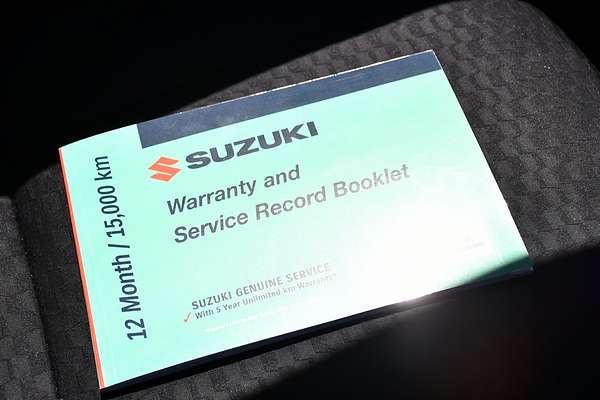 12 Month / 15,000 km
SUZUKI
Warranty and
Service Record Booklet
SUZUKI GENUINE SERVICE
✓ With 5 Year Unlimited km Warranty*